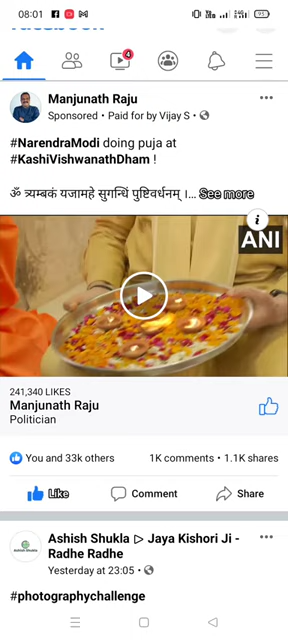 08:01
4
Manjunath Raju
Sponsored • Paid for by Vijay S •
#NarendraModi doing puja at
#KashiVishwanathDham !
ॐ त्र्यम्बकं यजामहे सुगन्धिं पुष्टिवर्धनम् ।... See more
i
ANI
241,340 LIKES
Manjunath Raju
Politician
You and 33k others
1K comments • 1.1K shares
Like
Comment
Share
Ashish Shukla ▷ Jaya Kishori Ji -
Radhe Radhe
Yesterday at 23:05 •
#photographychallenge